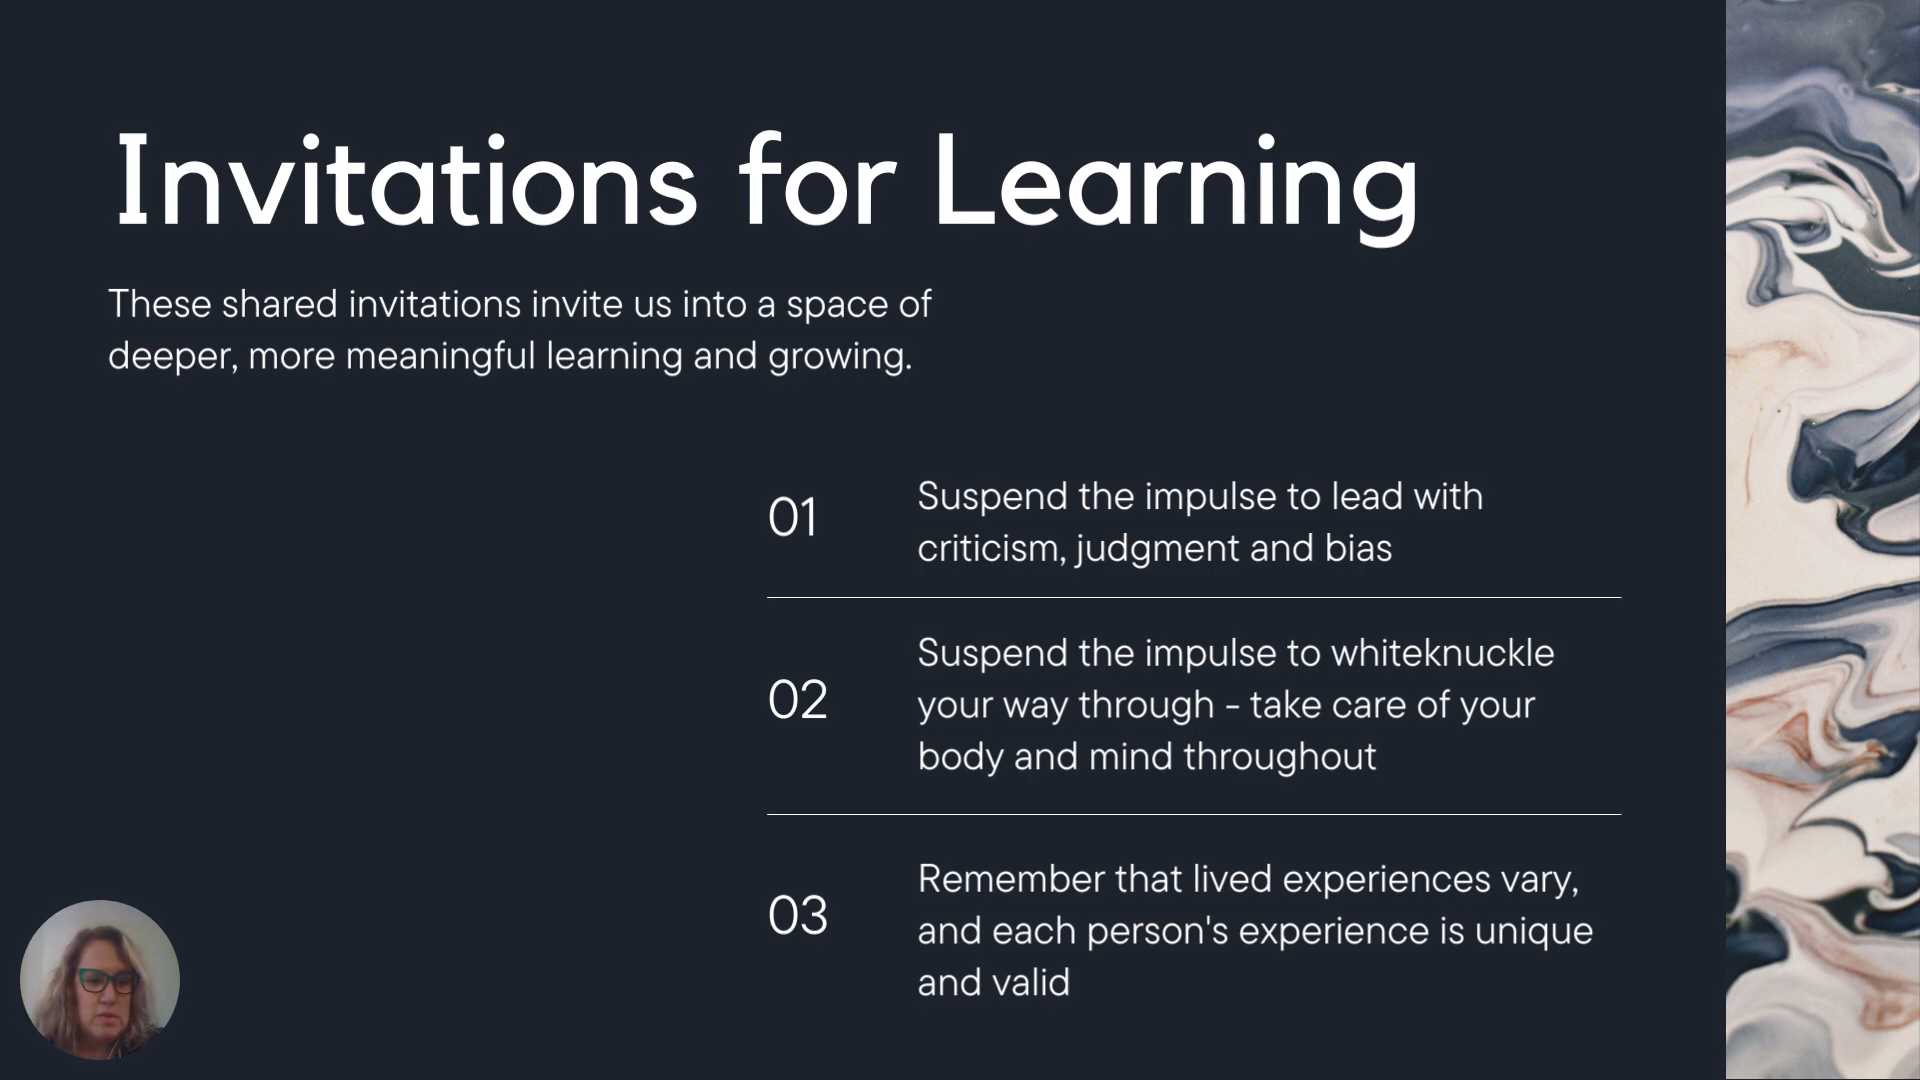 Invitations for Learning
These shared invitations invite us into a space of
deeper, more meaningful learning and growing.
01
Suspend the impulse to lead with
criticism, judgment and bias
02
Suspend the impulse to whiteknuckle
your way through - take care of your
body and mind throughout
03
Remember that lived experiences vary,
and each person's experience is unique
and valid